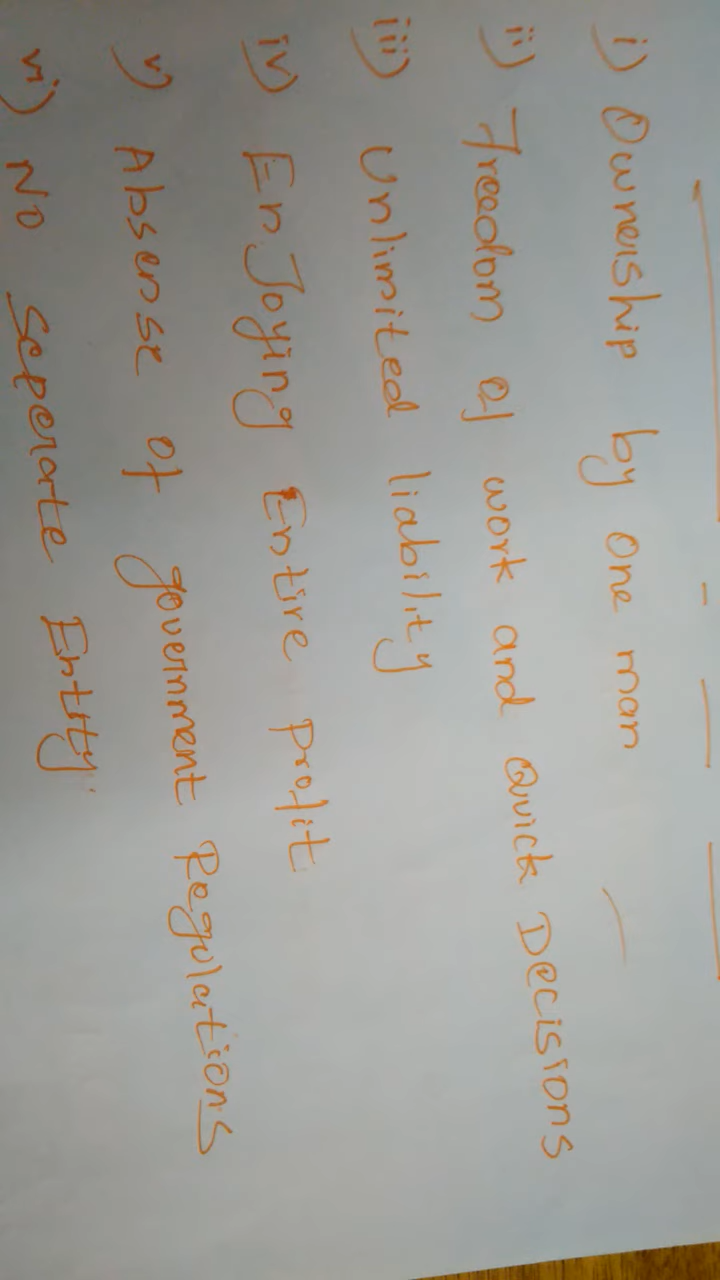 i) Ownership by one man
ii) Freedom of work and Quick Decisions
iii) Unlimited liability
iv) EnJoying Entire profit.
v) Absense of government Regulations
vi) No seperate Entity.